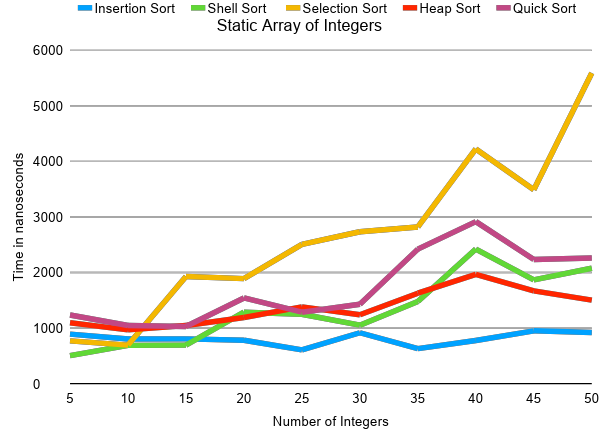 Insertion Sort Shell Sort Selection Sort Heap Sort Quick Sort
Static Array of Integers
6000
5000
4000
3000
2000
1000
0
Time in nanoseconds
5 10 15 20 25 30 35 40 45 50
Number of Integers